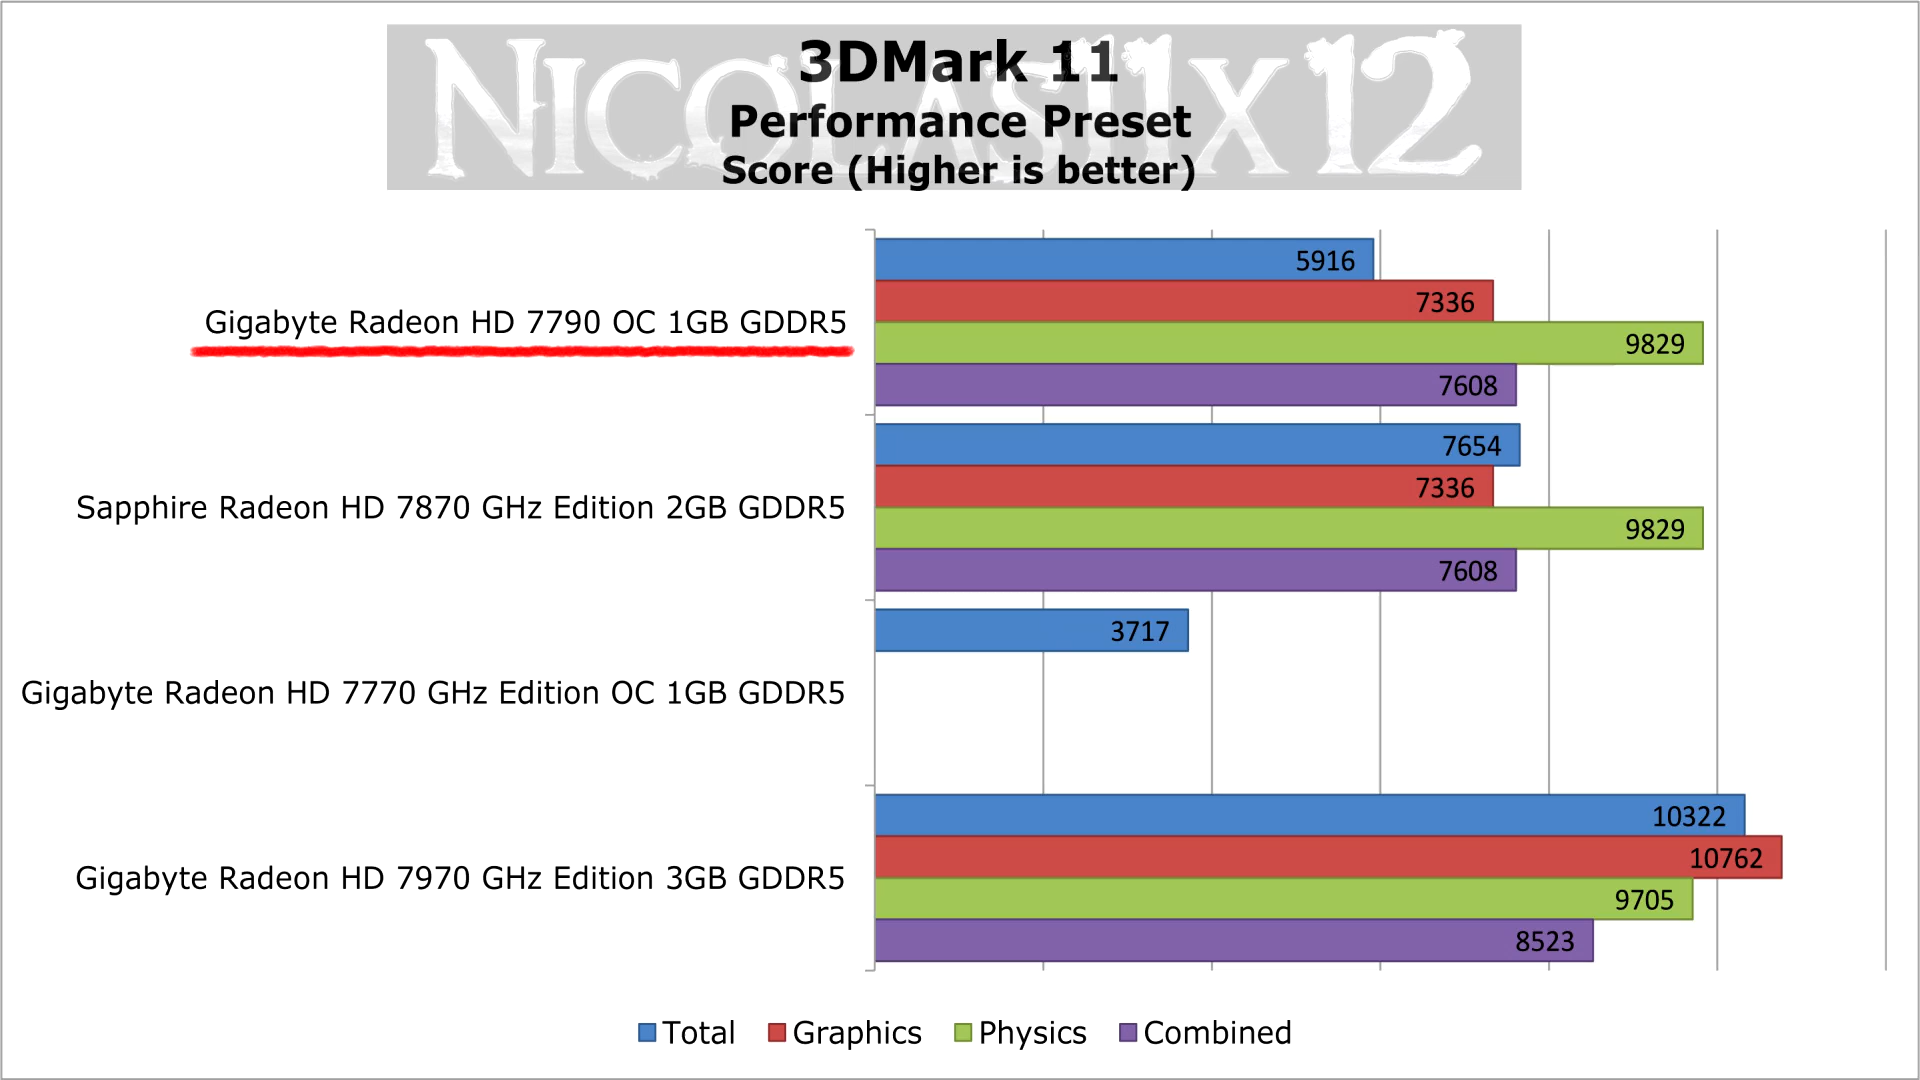 NICOLAS11X12
3DMark 11
Performance Preset
Score (Higher is better)
Gigabyte Radeon HD 7790 OC 1GB GDDR5
5916
7336
9829
7608
Sapphire Radeon HD 7870 GHz Edition 2GB GDDR5
7654
7336
9829
7608
Gigabyte Radeon HD 7770 GHz Edition OC 1GB GDDR5
3717
Gigabyte Radeon HD 7970 GHz Edition 3GB GDDR5
10322
10762
9705
8523
Total Graphics Physics Combined